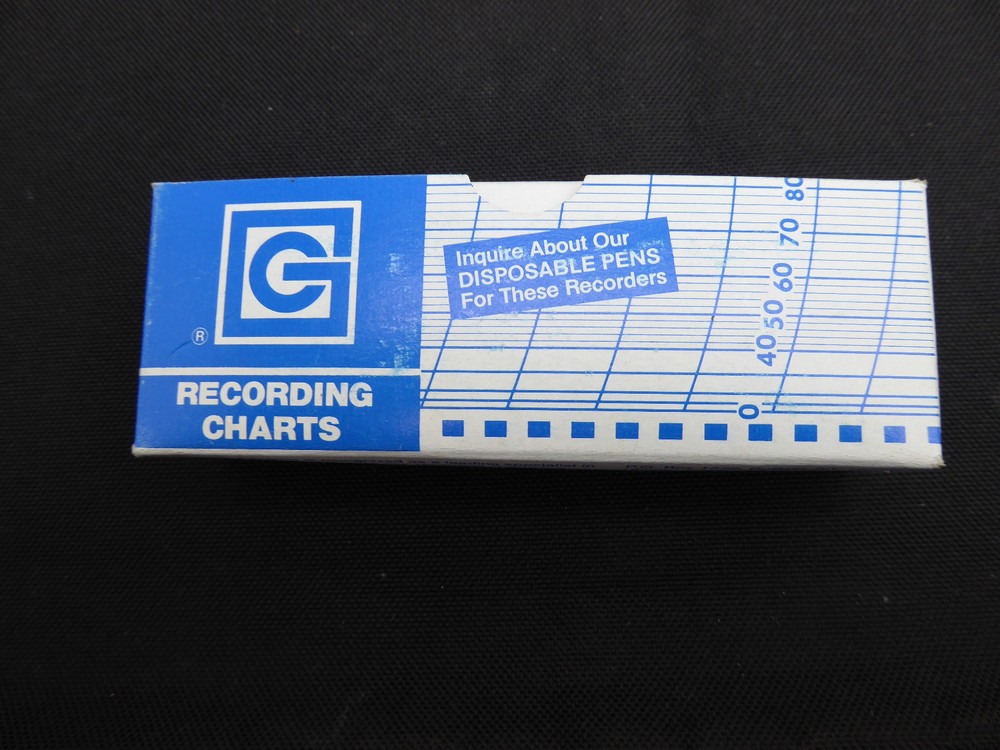 G
®
RECORDING
CHARTS
Inquire About Our
DISPOSABLE PENS
For These Recorders
80
70
60
50
40
0